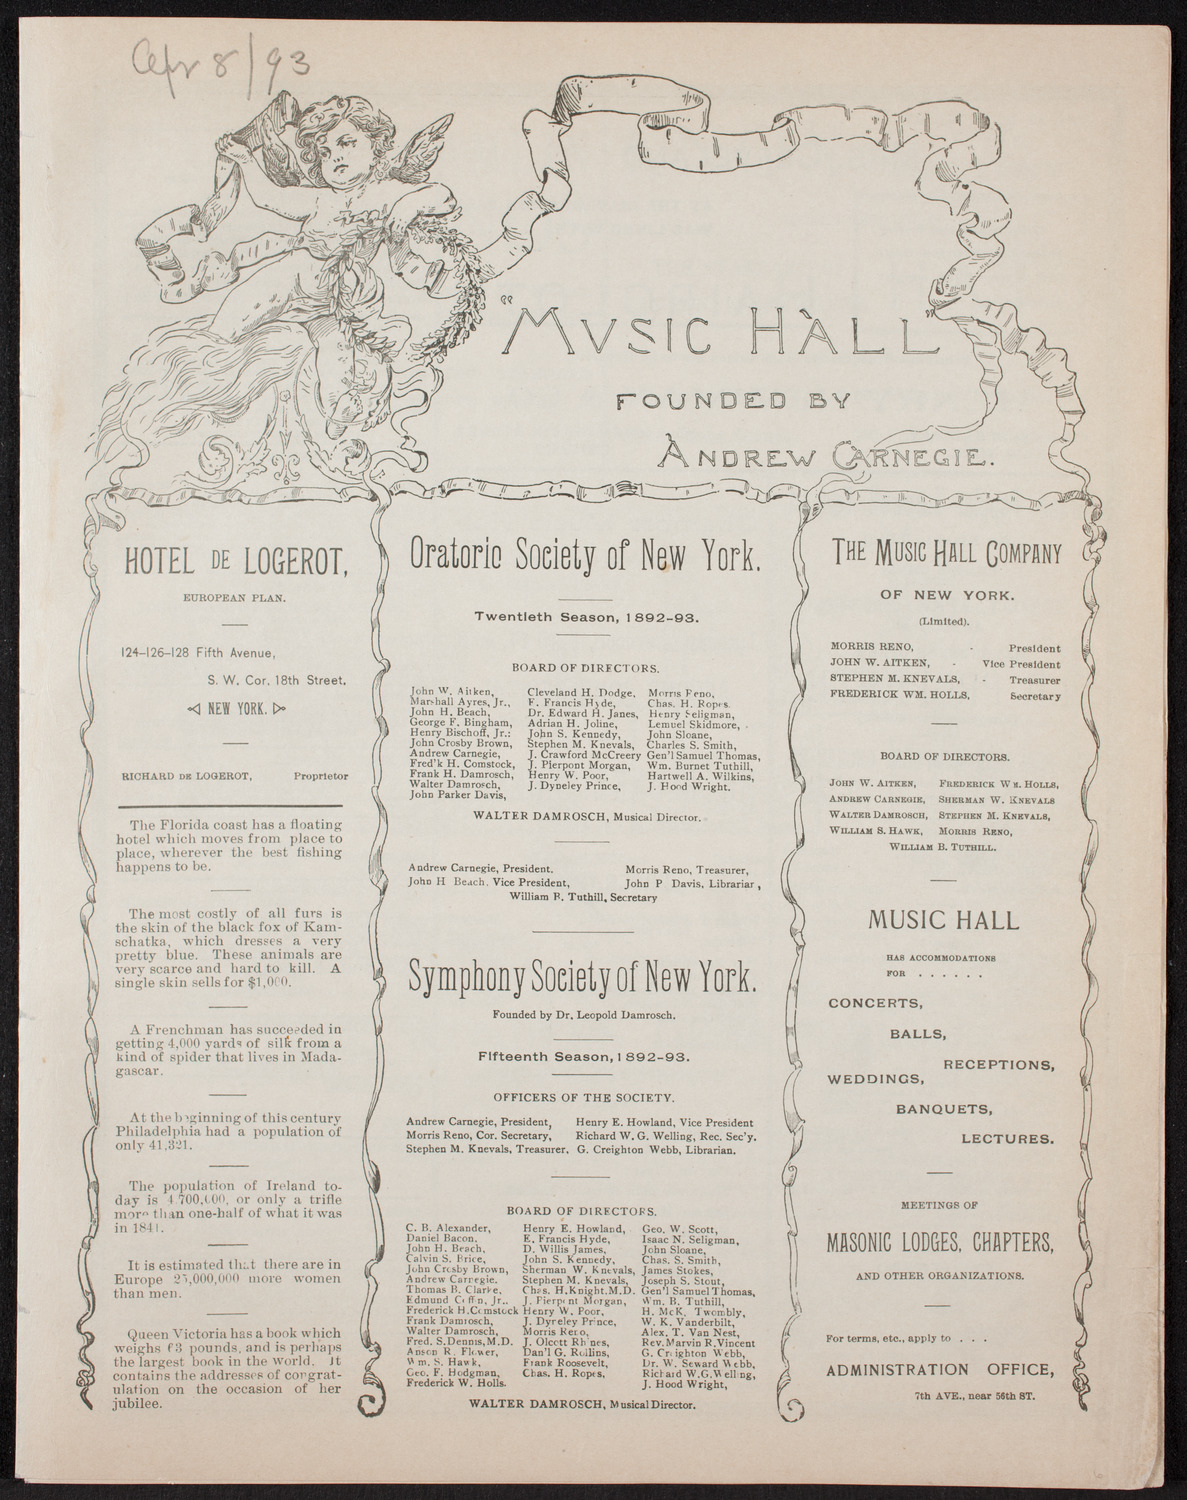 Apr 8/93
"MVSIC HALL"
FOUNDED BY
ANDREW CARNEGIE.
HOTEL DE LOGEROT,
EUROPEAN PLAN.
124-126-128 Fifth Avenue,
S. W. Cor. 18th Street.
NEW YORK.
RICHARD DE LOGEROT, Proprietor
The Florida coast has a floating
hotel which moves from place to
place, wherever the best fishing
happens to be.
The most costly of all furs is
the skin of the black fox of Kam-
schatka, which dresses a very
pretty blue. These animals are
very scarce and hard to kill. A
single skin sells for $1,000.
A Frenchman has succeeded in
getting 4,000 yards of silk from a
kind of spider that lives in Mada-
gascar.
At the beginning of this century
Philadelphia had a population of
only 41,321.
The population of Ireland to-
day is 4,700,000, or only a trifle
more than one-half of what it was
in 1841.
It is estimated that there are in
Europe 25,000,000 more women
than men.
Queen Victoria has a book which
weighs 63 pounds, and is perhaps
the largest book in the world. It
contains the addresses of congrat-
ulation on the occasion of her
jubilee.
Oratorio Society of New York.
Twentieth Season, 1892-93.
BOARD OF DIRECTORS.
John W. Aitken, Cleveland H. Dodge, Morris Reno,
Marshall Ayres, Jr., E. Francis Hyde, Chas. H. Ropes.
John H. Beach, Dr. Edward H. Janes, Henry Seligman,
George F. Bingham, Adrian H. Joline, Lemuel Skidmore,
Henry Bischoff, Jr.: John S. Kennedy, John Sloane,
John Crosby Brown, Stephen M. Knevals, Charles S. Smith,
Andrew Carnegie, J. Crawford McCreery Gen'l Samuel Thomas,
Fred'k H. Comstock, J. Pierpont Morgan, Wm. Burnet Tuthill,
Frank H. Damrosch, Henry W. Poor, Hartwell A. Wilkins,
Walter Damrosch, J. Dyneley Prince, J. Hood Wright.
John Parker Davis,
WALTER DAMROSCH, Musical Director.
Andrew Carnegie, President. Morris Reno, Treasurer,
John H Beach, Vice President, John P Davis, Librariar,
William B. Tuthill, Secretary
Symphony Society of New York.
Founded by Dr. Leopold Damrosch.
Fifteenth Season, 1892-93.
OFFICERS OF THE SOCIETY.
Andrew Carnegie, President, Henry E. Howland, Vice President
Morris Reno, Cor. Secretary, Richard W. G. Welling, Rec. Sec'y.
Stephen M. Knevals, Treasurer. G. Creighton Webb, Librarian.
BOARD OF DIRECTORS.
C. B. Alexander, Henry E. Howland, Geo. W. Scott,
Daniel Bacon. E. Francis Hyde, Isaac N. Seligman,
John H. Beach, D. Willis James, John Sloane,
Calvin S. Brice, John S. Kennedy, Chas. S. Smith,
John Crosby Brown, Sherman W. Knevals, James Stokes,
Andrew Carnegie. Stephen M. Knevals, Joseph S. Stout,
Thomas B. Clarke, Chas. H.Knight.M.D. Gen'l Samuel Thomas,
Edmund Coffin, Jr.. J. Pierpont Morgan, Wm. B. Tuthill,
Frederick H.Comstock Henry W. Poor, H. McK. Twombly,
Frank Damrosch, J. Dyneley Prince, W. K. Vanderbilt,
Walter Damrosch, Morris Reno, Alex. T. Van Nest,
Fred. S.Dennis,M.D. J. Olcott Rhines, Rev.Marvin R.Vincent
Anson R. Flower, Dan'l G. Rollins, G. Creighton Webb,
Wm. S. Hawk, Frank Roosevelt, Dr. W. Seward Webb,
Geo. F. Hodgman, Chas. H. Ropes, Richard W.G.Welling,
Frederick W. Holls. J. Hood Wright,
WALTER DAMROSCH, Musical Director.
THE MUSIC HALL COMPANY
OF NEW YORK.
(Limited).
MORRIS RENO, - President
JOHN W. AITKEN, - Vice President
STEPHEN M. KNEVALS, - Treasurer
FREDERICK WM. HOLLS, Secretary
BOARD OF DIRECTORS.
JOHN W. AITKEN, FREDERICK WM. HOLLS,
ANDREW CARNEGIE, SHERMAN W. KNEVALS
WALTER DAMROSCH, STEPHEN M. KNEVALS,
WILLIAM S. HAWK, MORRIS RENO,
WILLIAM B. TUTHILL.
MUSIC HALL
HAS ACCOMMODATIONS
FOR . . . . . .
CONCERTS,
BALLS,
RECEPTIONS,
WEDDINGS,
BANQUETS,
LECTURES.
MEETINGS OF
MASONIC LODGES, CHAPTERS,
AND OTHER ORGANIZATIONS.
For terms, etc., apply to . . .
ADMINISTRATION OFFICE,
7th AVE., near 56th ST.